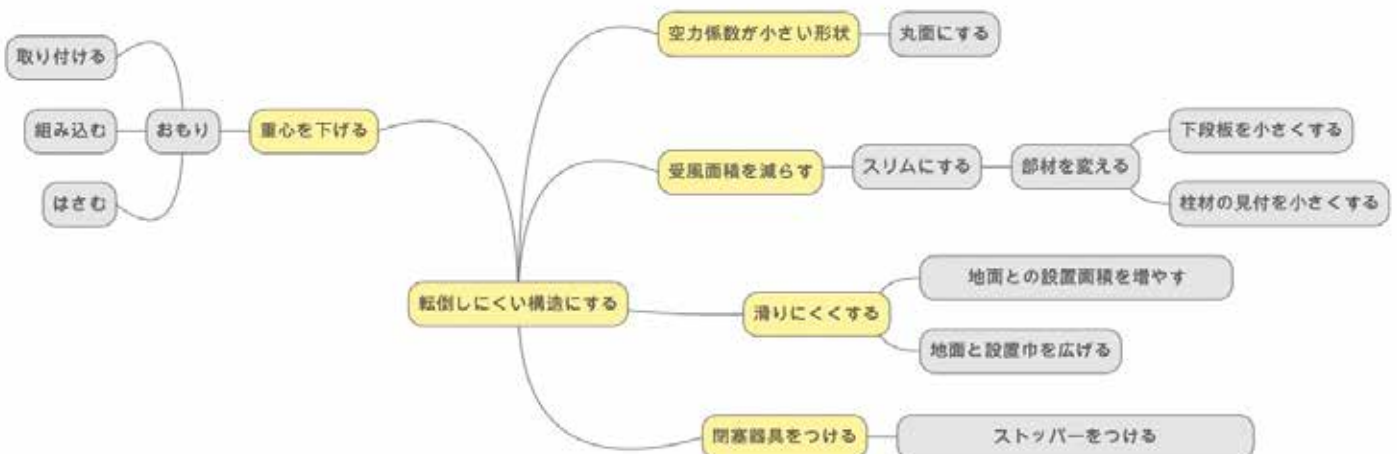 取り付ける
組み込む
はさむ
おもり
重心を下げる
転倒しにくい構造にする
空力係数が小さい形状
丸面にする
受風面積を減らす
スリムにする
部材を変える
下段板を小さくする
柱材の見付を小さくする
滑りにくくする
地面との設置面積を増やす
地面と設置巾を広げる
閉塞器具をつける
ストッパーをつける